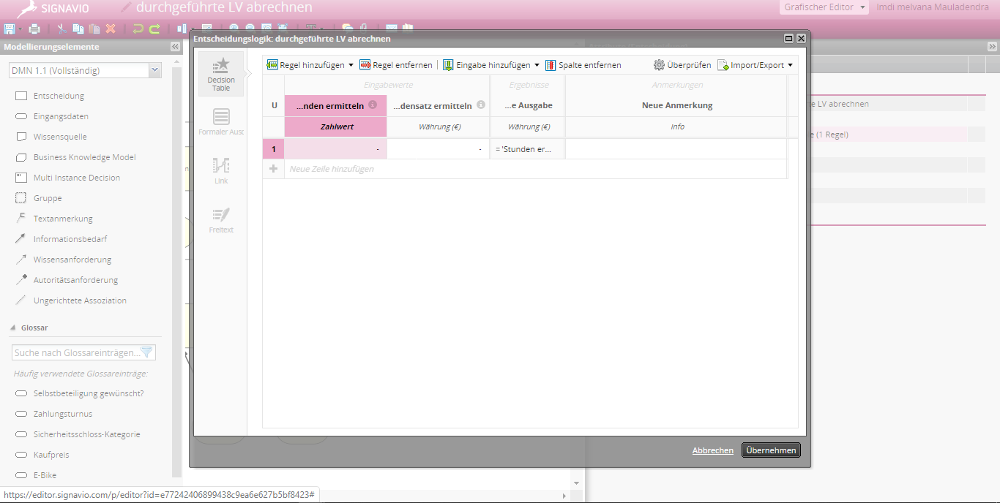 SIGNAVIO
durchgeführte LV abrechnen
Grafischer Editor
Imdi melvana Mauladendra
Modellierungselemente
DMN 1.1 (Vollständig)
Entscheidung
Eingangsdaten
Wissensquelle
Business Knowledge Model
Multi Instance Decision
Gruppe
Textanmerkung
Informationsbedarf
Wissensanforderung
Autoritätsanforderung
Ungerichtete Assoziation
Glossar
Suche nach Glossareinträgen...
Häufig verwendete Glossareinträge:
Selbstbeteiligung gewünscht?
Zahlungsturnus
Sicherheitsschloss-Kategorie
Kaufpreis
E-Bike
https://editor.signavio.com/p/editor?id=e77242406899438c9ea6e627b5bf8423#
Entscheidungslogik: durchgeführte LV abrechnen
Decision
Table
Formaler Ausd
Link
Freitext
Regel hinzufügen
Regel entfernen
Eingabe hinzufügen
Spalte entfernen
Überprüfen
Import/Export
Eingabewerte
Ergebnisse
Anmerkungen
U
...nden ermitteln
...densatz ermitteln
...e Ausgabe
Neue Anmerkung
Zahlwert
Währung (€)
Währung (€)
Info
1
-
-
= 'Stunden er...
Neue Zeile hinzufügen
Abbrechen
Übernehmen
te LV abrechnen
e (1 Regel)